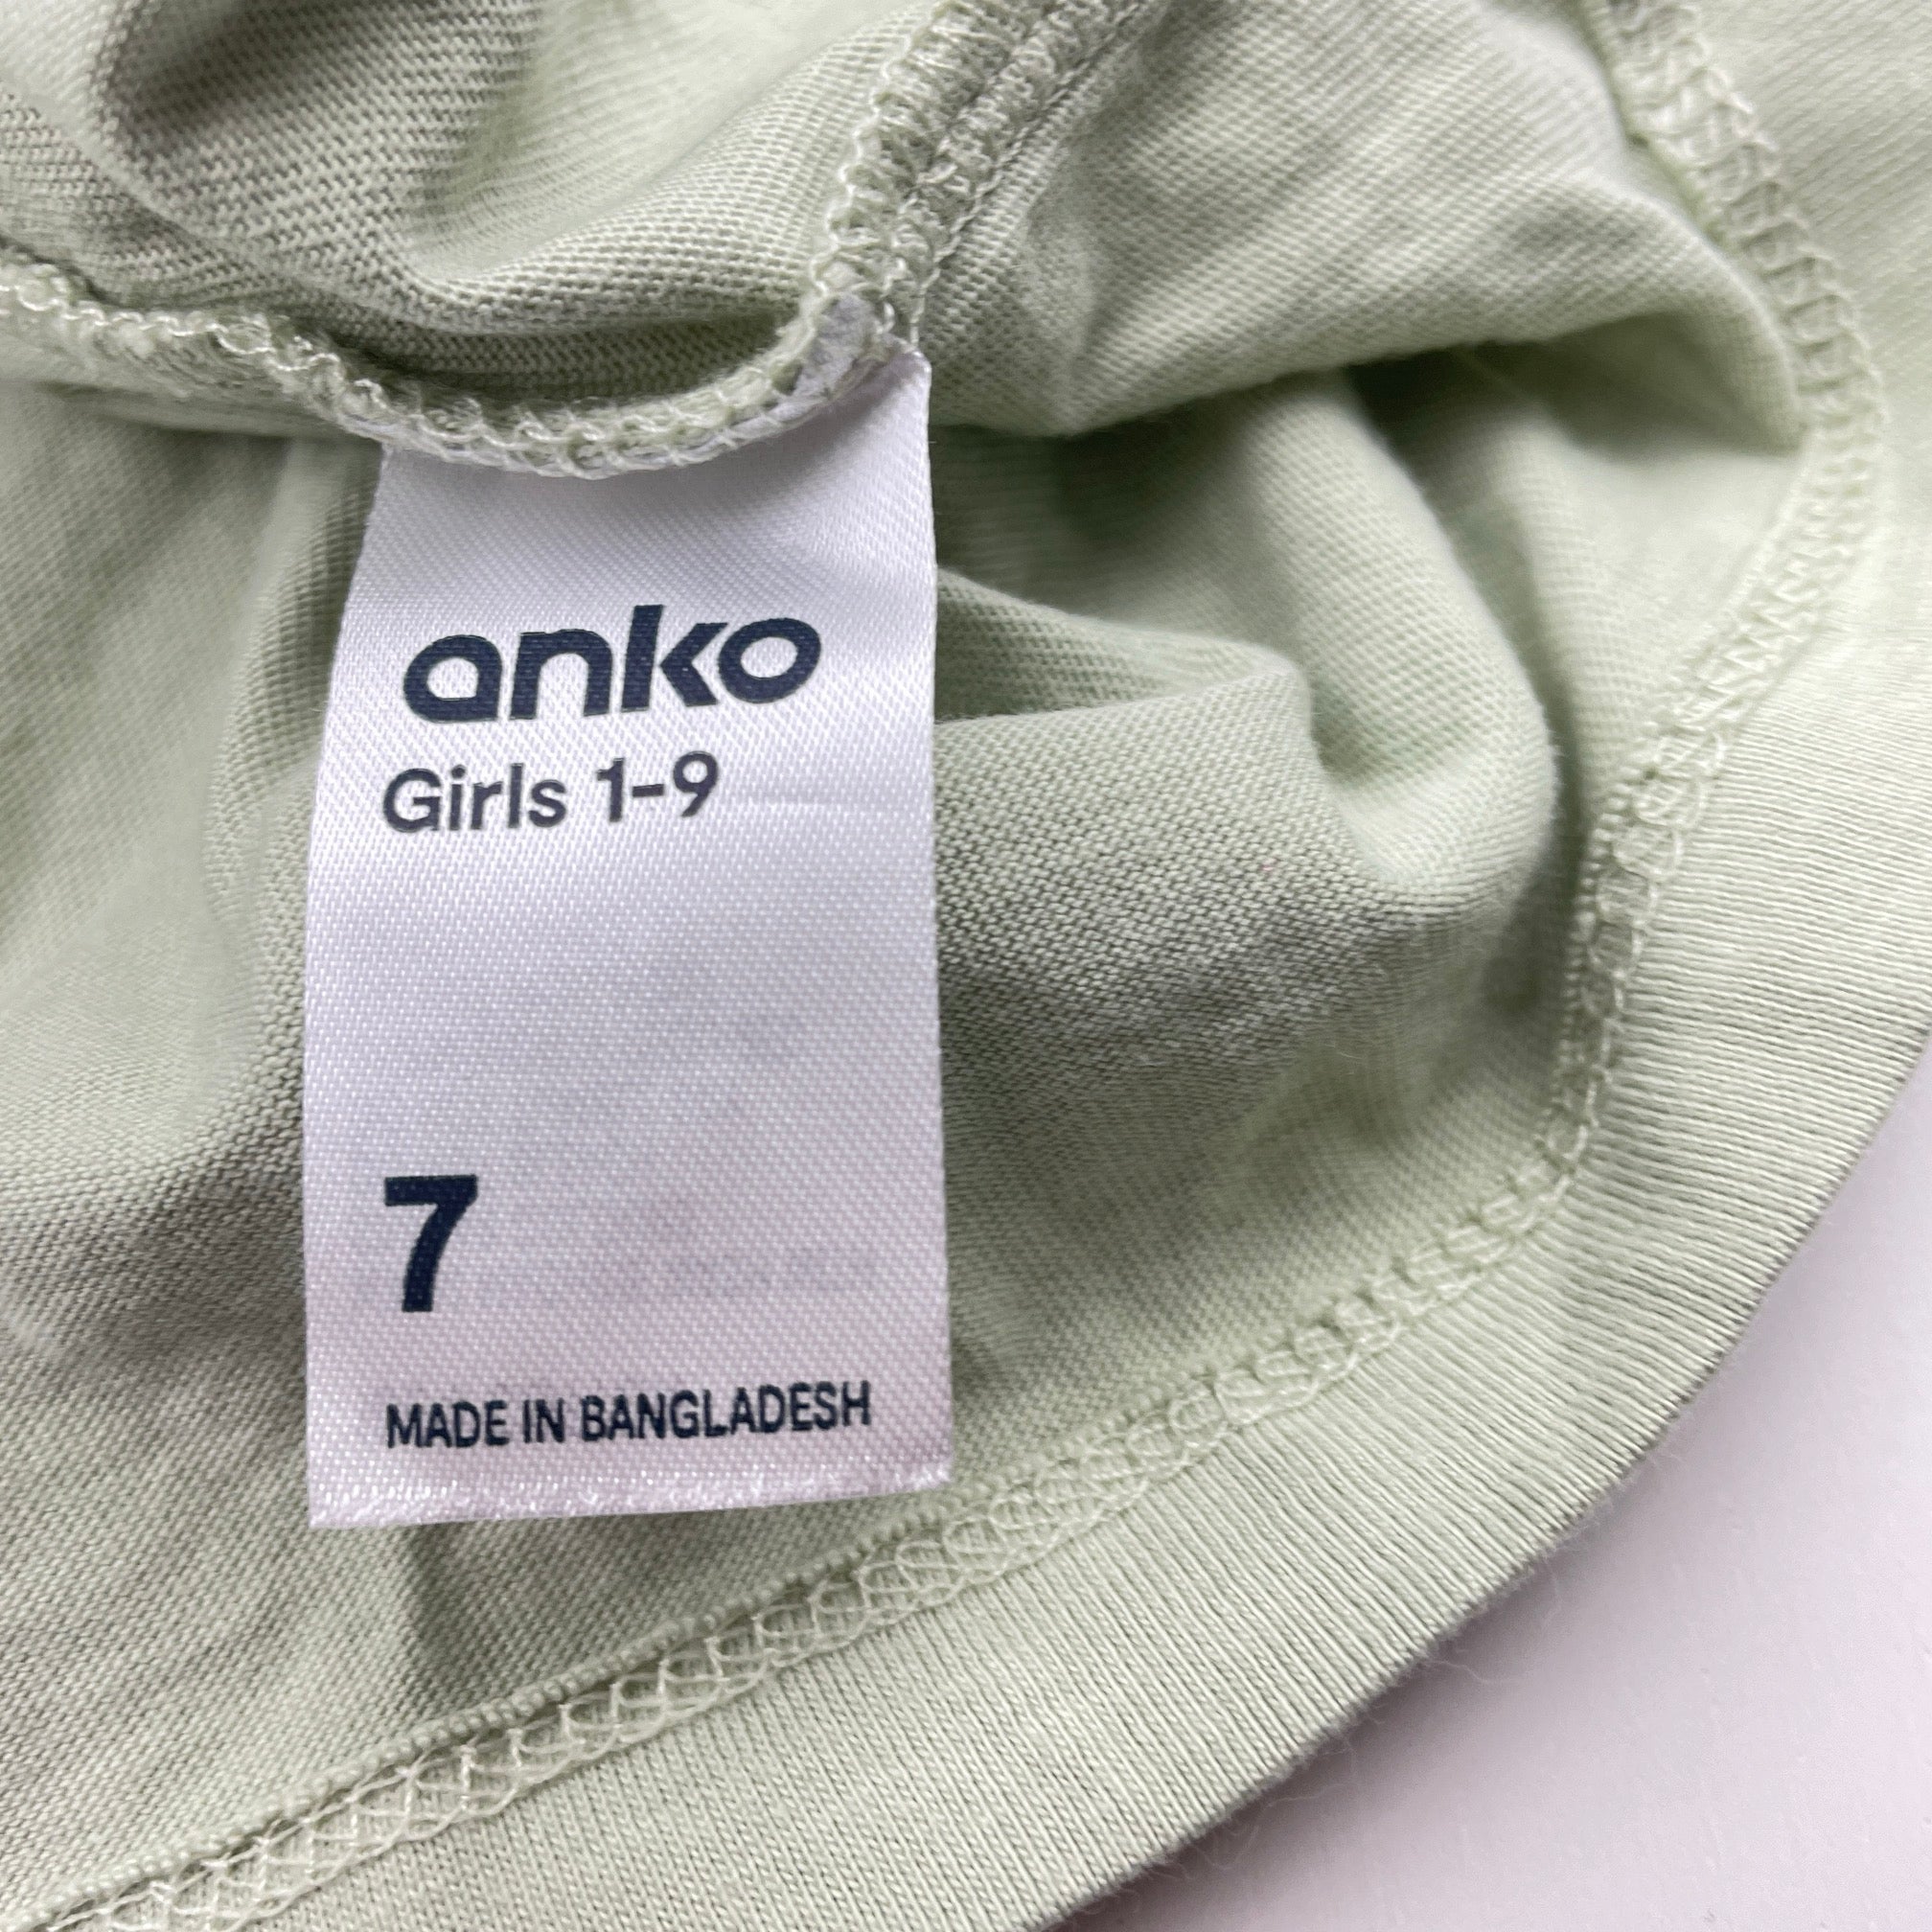 anko
Girls 1-9
7
MADE IN BANGLADESH